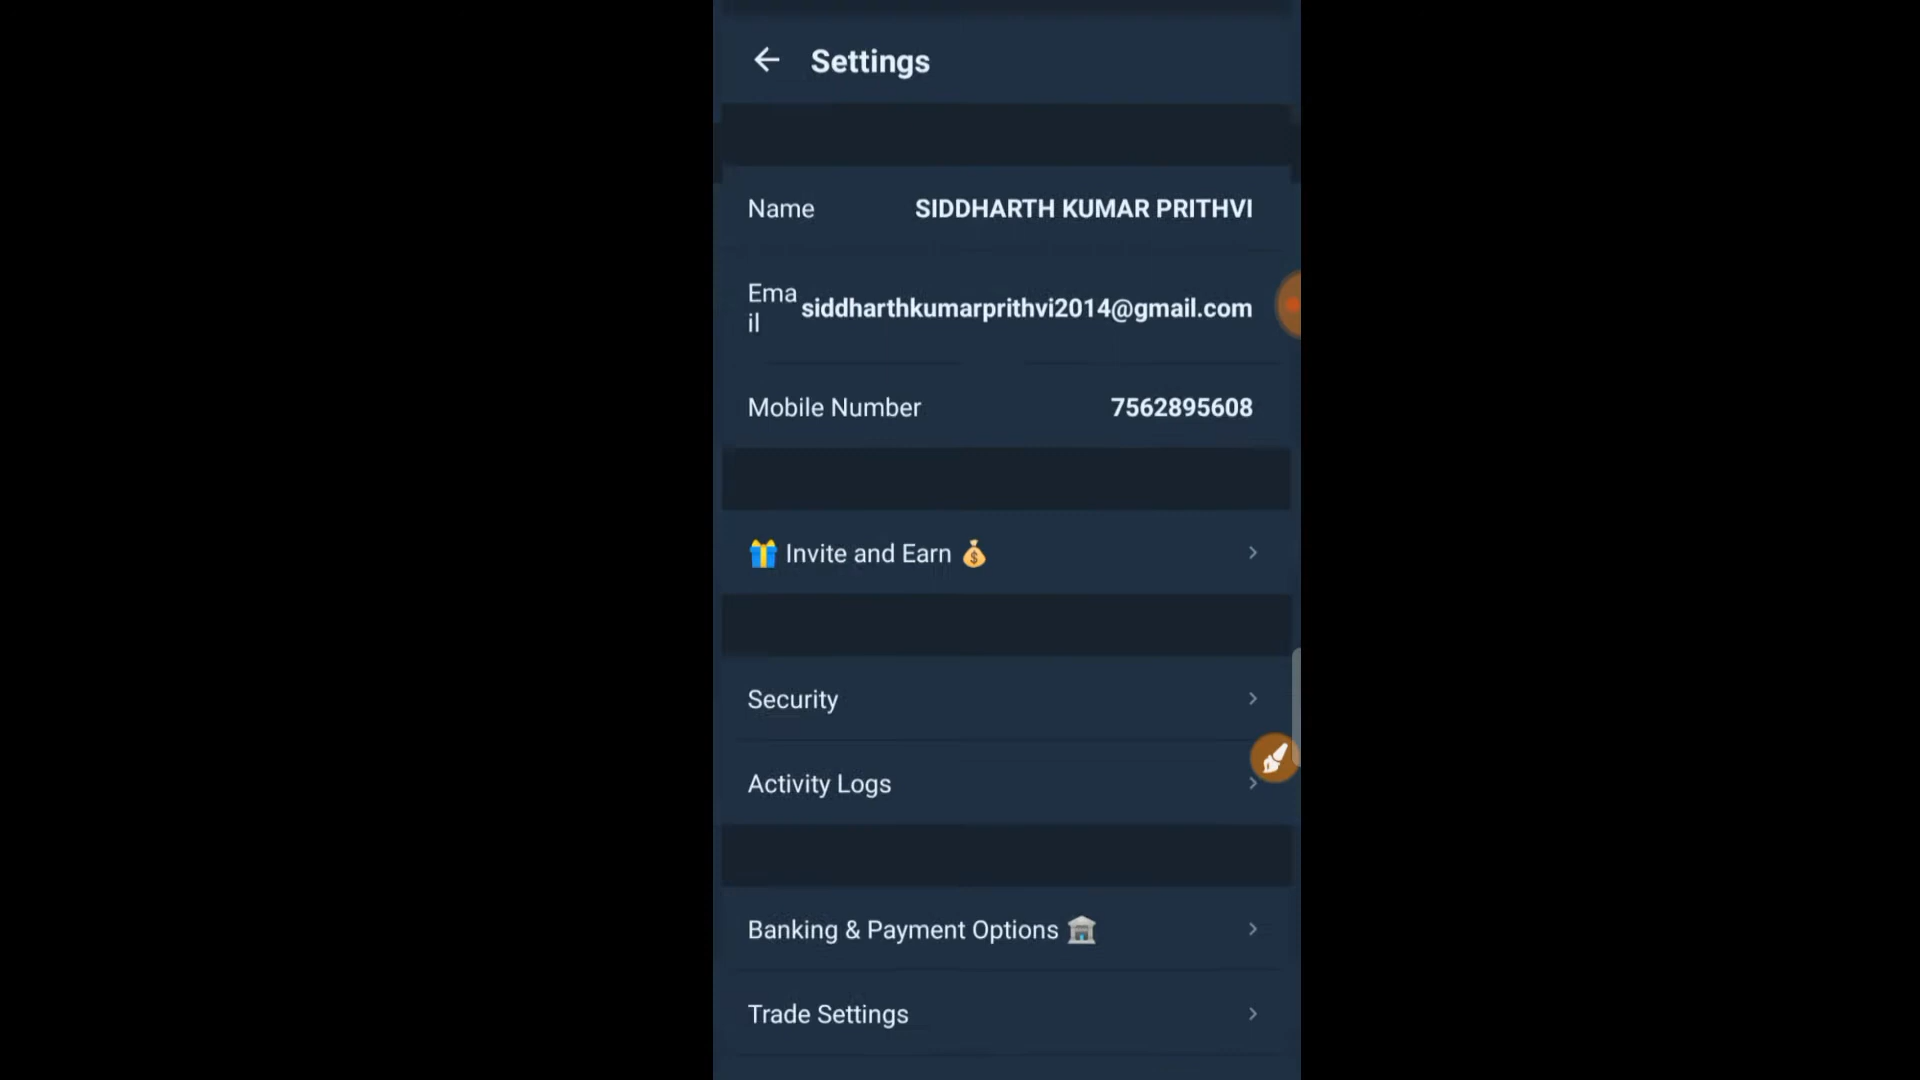 Settings
Name SIDDHARTH KUMAR PRITHVI
Ema
il siddharthkumarprithvi2014@gmail.com
Mobile Number 7562895608
🎁 Invite and Earn 💰
Security
Activity Logs
Banking & Payment Options 🏦
Trade Settings